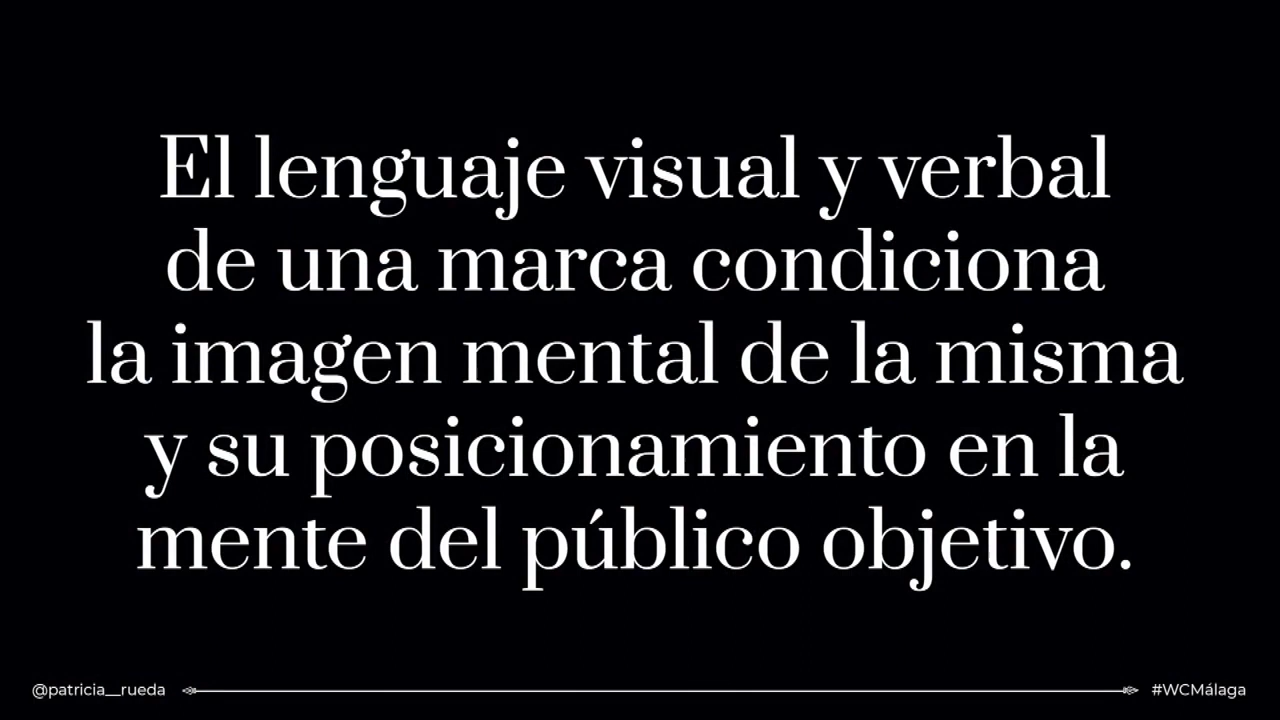 El lenguaje visual y verbal
de una marca condiciona
la imagen mental de la misma
y su posicionamiento en la
mente del público objetivo.
@patricia__rueda #WCMálaga